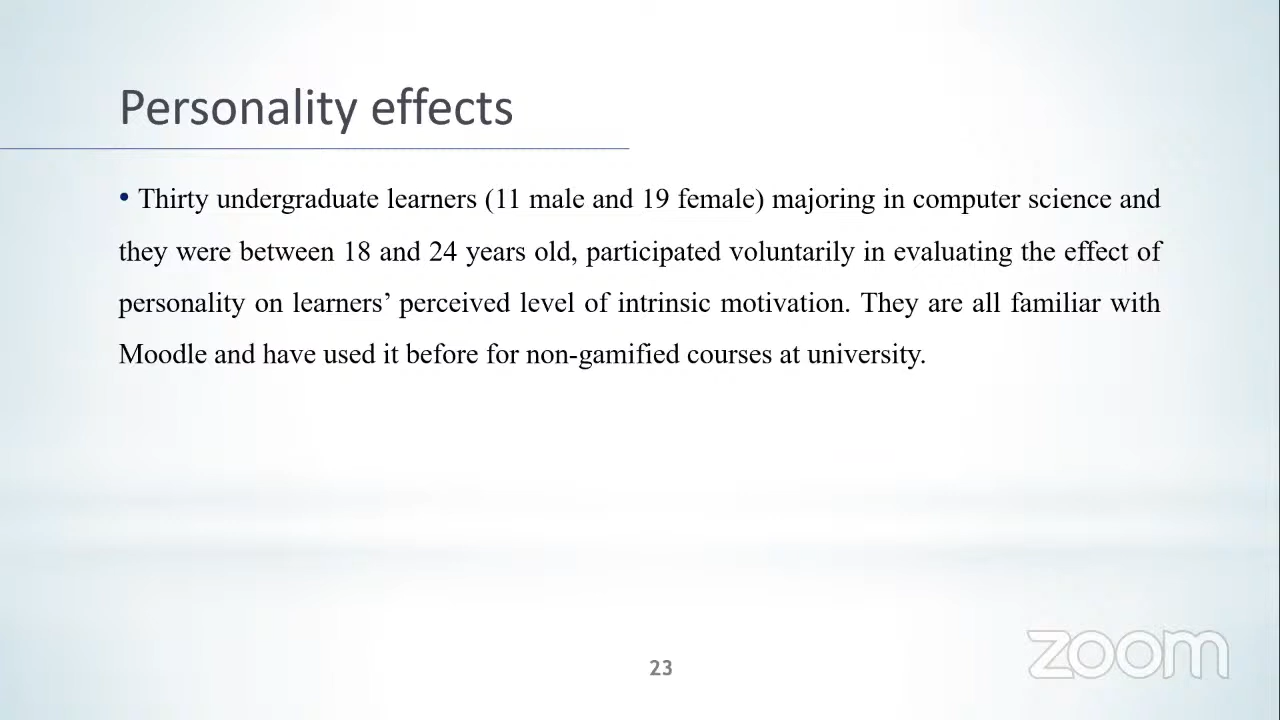 Personality effects
• Thirty undergraduate learners (11 male and 19 female) majoring in computer science and
they were between 18 and 24 years old, participated voluntarily in evaluating the effect of
personality on learners’ perceived level of intrinsic motivation. They are all familiar with
Moodle and have used it before for non-gamified courses at university.
23
zoom